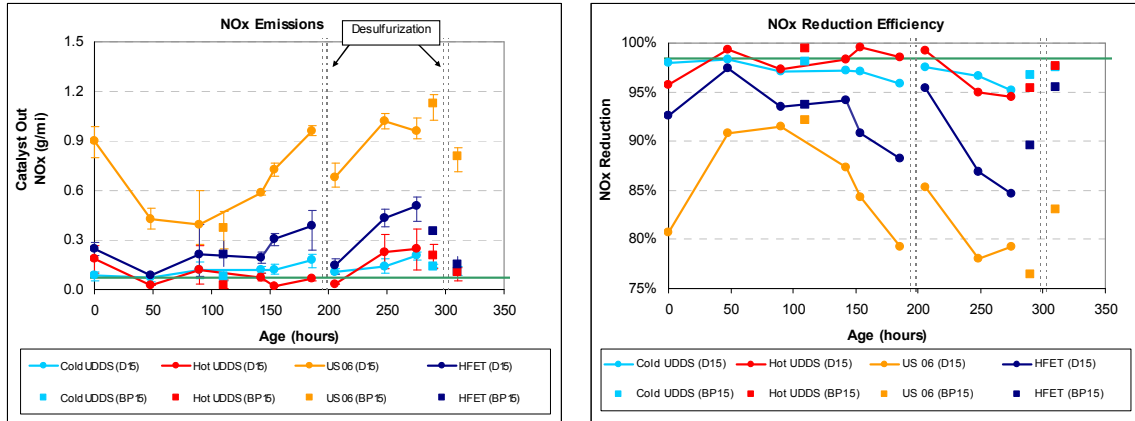 NOx Emissions
Desulfurization
1.5
1.2
0.9
0.6
0.3
0.0
Catalyst Out
NOx (g/mi)
0 50 100 150 200 250 300 350
Age (hours)
Cold UDDS (D15) Hot UDDS (D15) US 06 (D15) HFET (D15)
Cold UDDS (BP15) Hot UDDS (BP15) US 06 (BP15) HFET (BP15)
NOx Reduction Efficiency
100%
95%
90%
85%
80%
75%
NOx Reduction
0 50 100 150 200 250 300 350
Age (hours)
Cold UDDS (D15) Hot UDDS (D15) US 06 (D15) HFET (D15)
Cold UDDS (BP15) Hot UDDS (BP15) US 06 (BP15) HFET (BP15)